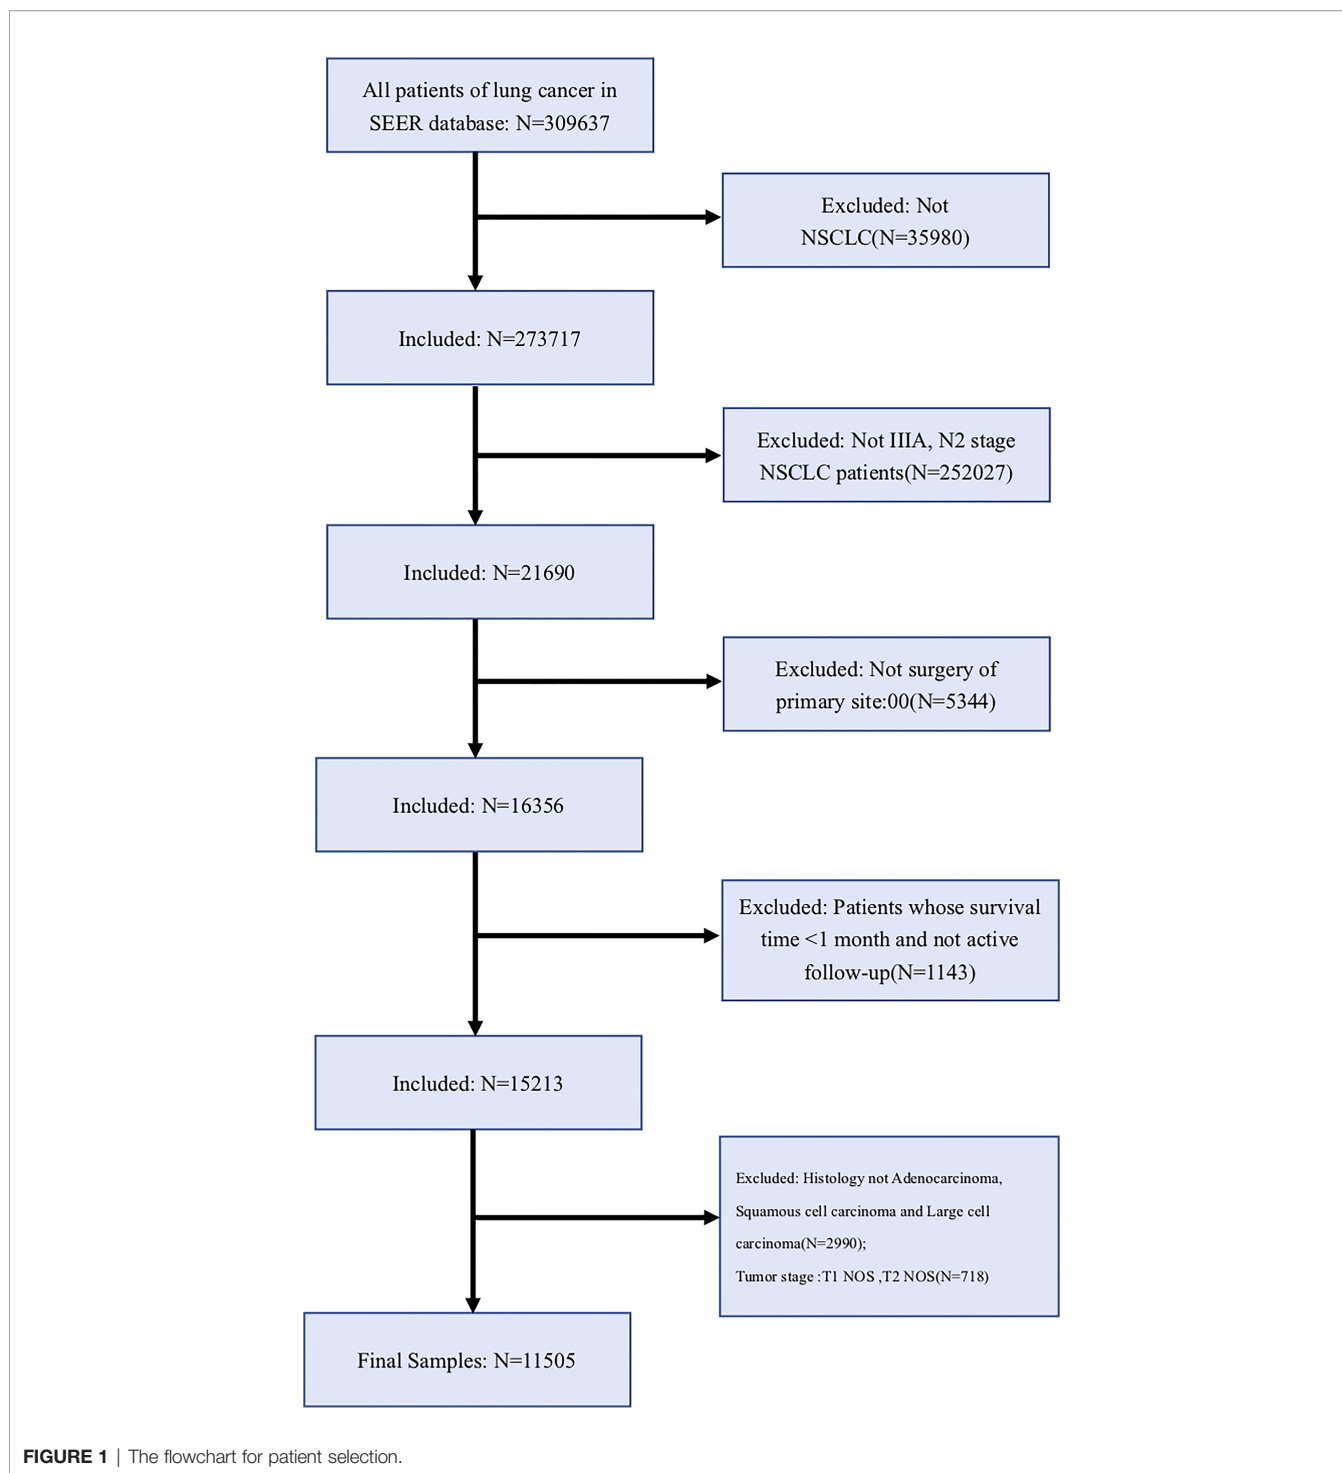 All patients of lung cancer in
SEER database: N=309637
Excluded: Not
NSCLC(N=35980)
Included: N=273717
Excluded: Not IIIA, N2 stage
NSCLC patients(N=252027)
Included: N=21690
Excluded: Not surgery of
primary site:00(N=5344)
Included: N=16356
Excluded: Patients whose survival
time <1 month and not active
follow-up(N=1143)
Included: N=15213
Excluded: Histology not Adenocarcinoma,
Squamous cell carcinoma and Large cell
carcinoma(N=2990);
Tumor stage :T1 NOS ,T2 NOS(N=718)
Final Samples: N=11505
FIGURE 1 | The flowchart for patient selection.